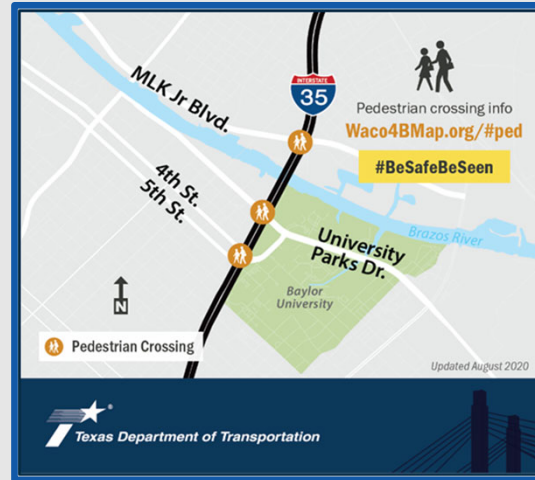 INTERSTATE
35
MLK Jr Blvd.
Pedestrian crossing info
Waco4BMap.org/#ped
#BeSafeBeSeen
4th St.
5th St.
University
Parks Dr.
Brazos River
Baylor
University
N
Pedestrian Crossing
Updated August 2020
®
Texas Department of Transportation